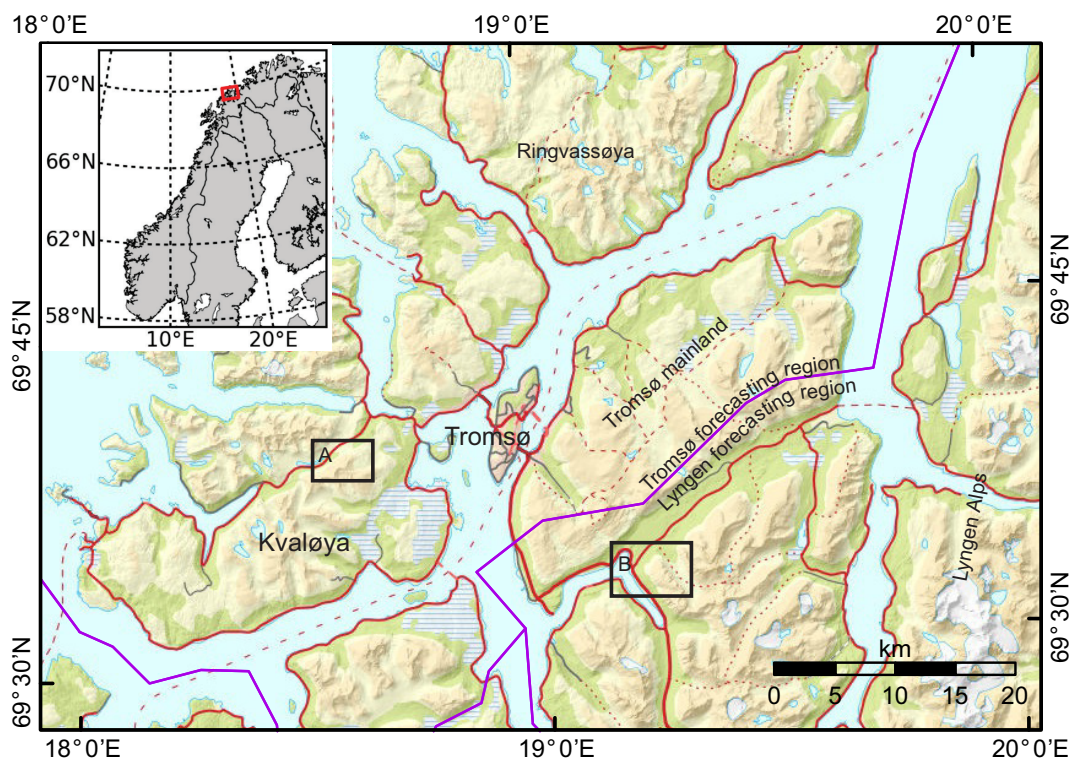 18°0'E
19°0'E
20°0'E
70°N
66°N
62°N
58°N
10°E
20°E
Ringvassøya
69°45'N
69°45'N
Tromsø mainland
Tromsø forecasting region
Lyngen forecasting region
Tromsø
A
Kvaløya
Lyngen Alps
B
69°30'N
69°30'N
km
0 5 10 15 20
18°0'E
19°0'E
20°0'E